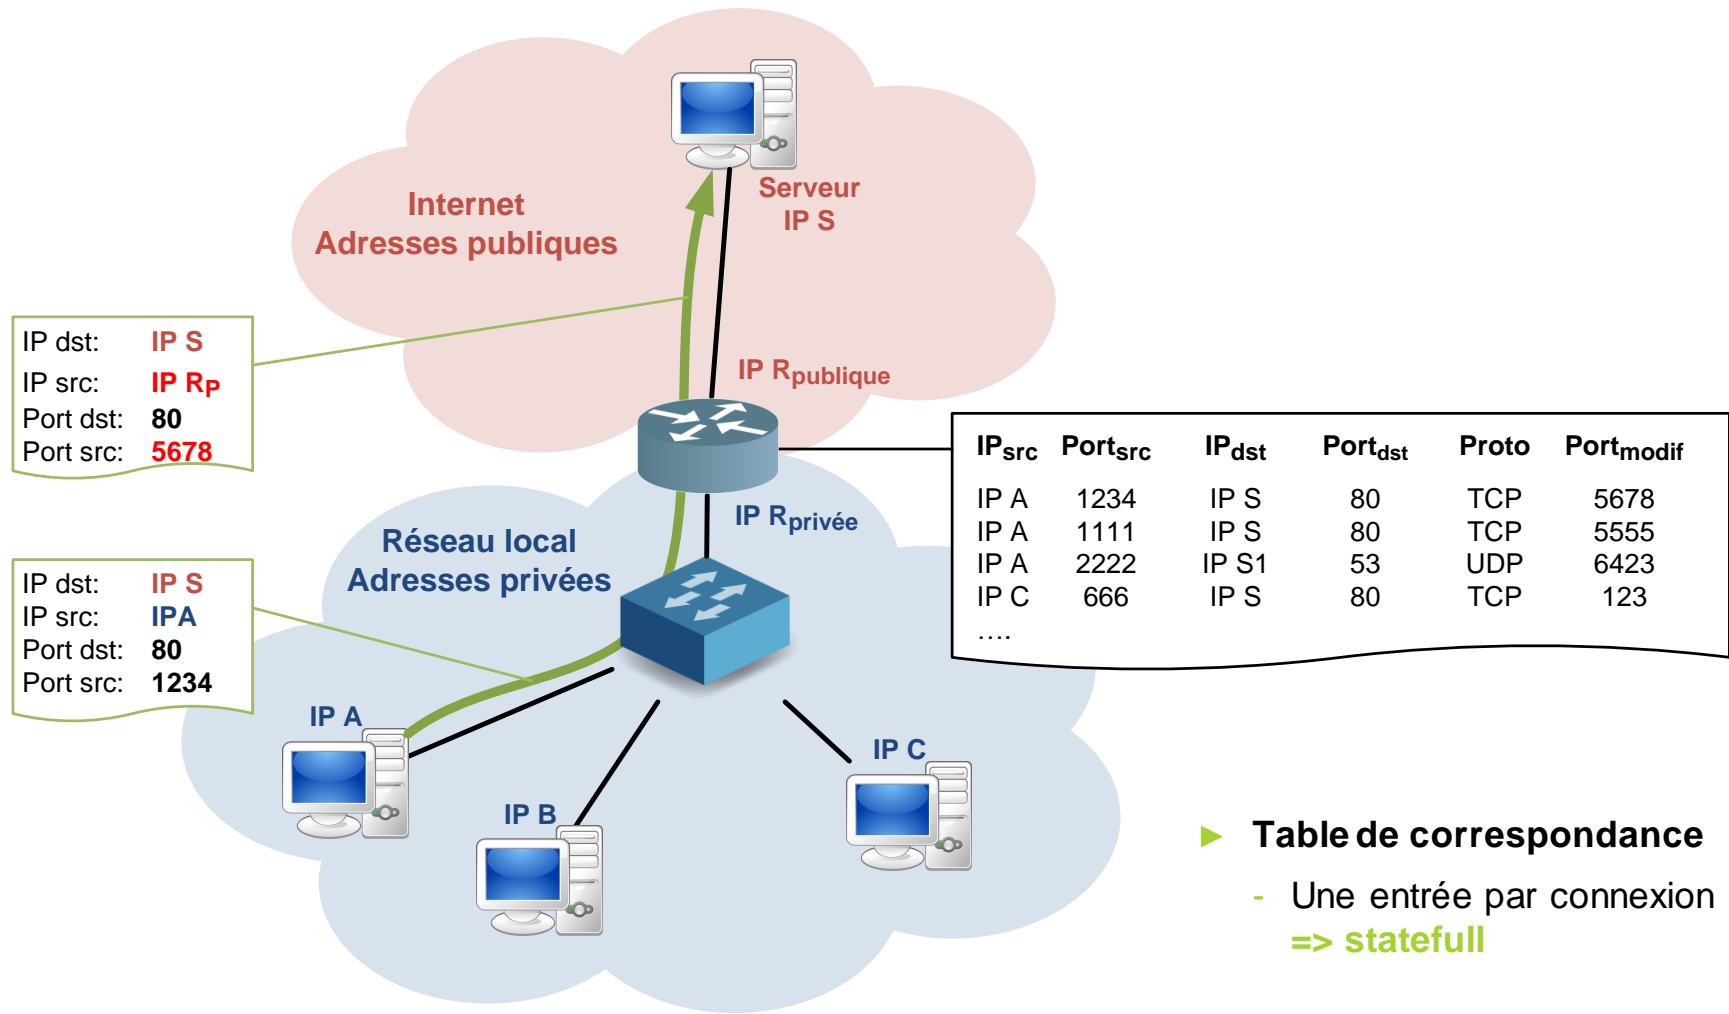 Serveur
IP S
Internet
Adresses publiques
IP dst: IP S
IP src: IP RP
Port dst: 80
Port src: 5678
IP Rpublique
IPsrc Portsrc IPdst Portdst Proto Portmodif
IP A 1234 IP S 80 TCP 5678
IP A 1111 IP S 80 TCP 5555
IP A 2222 IP S1 53 UDP 6423
IP C 666 IP S 80 TCP 123
....
IP Rprivée
Réseau local
Adresses privées
IP dst: IP S
IP src: IPA
Port dst: 80
Port src: 1234
IP A
IP B
IP C
► Table de correspondance
- Une entrée par connexion
=> statefull